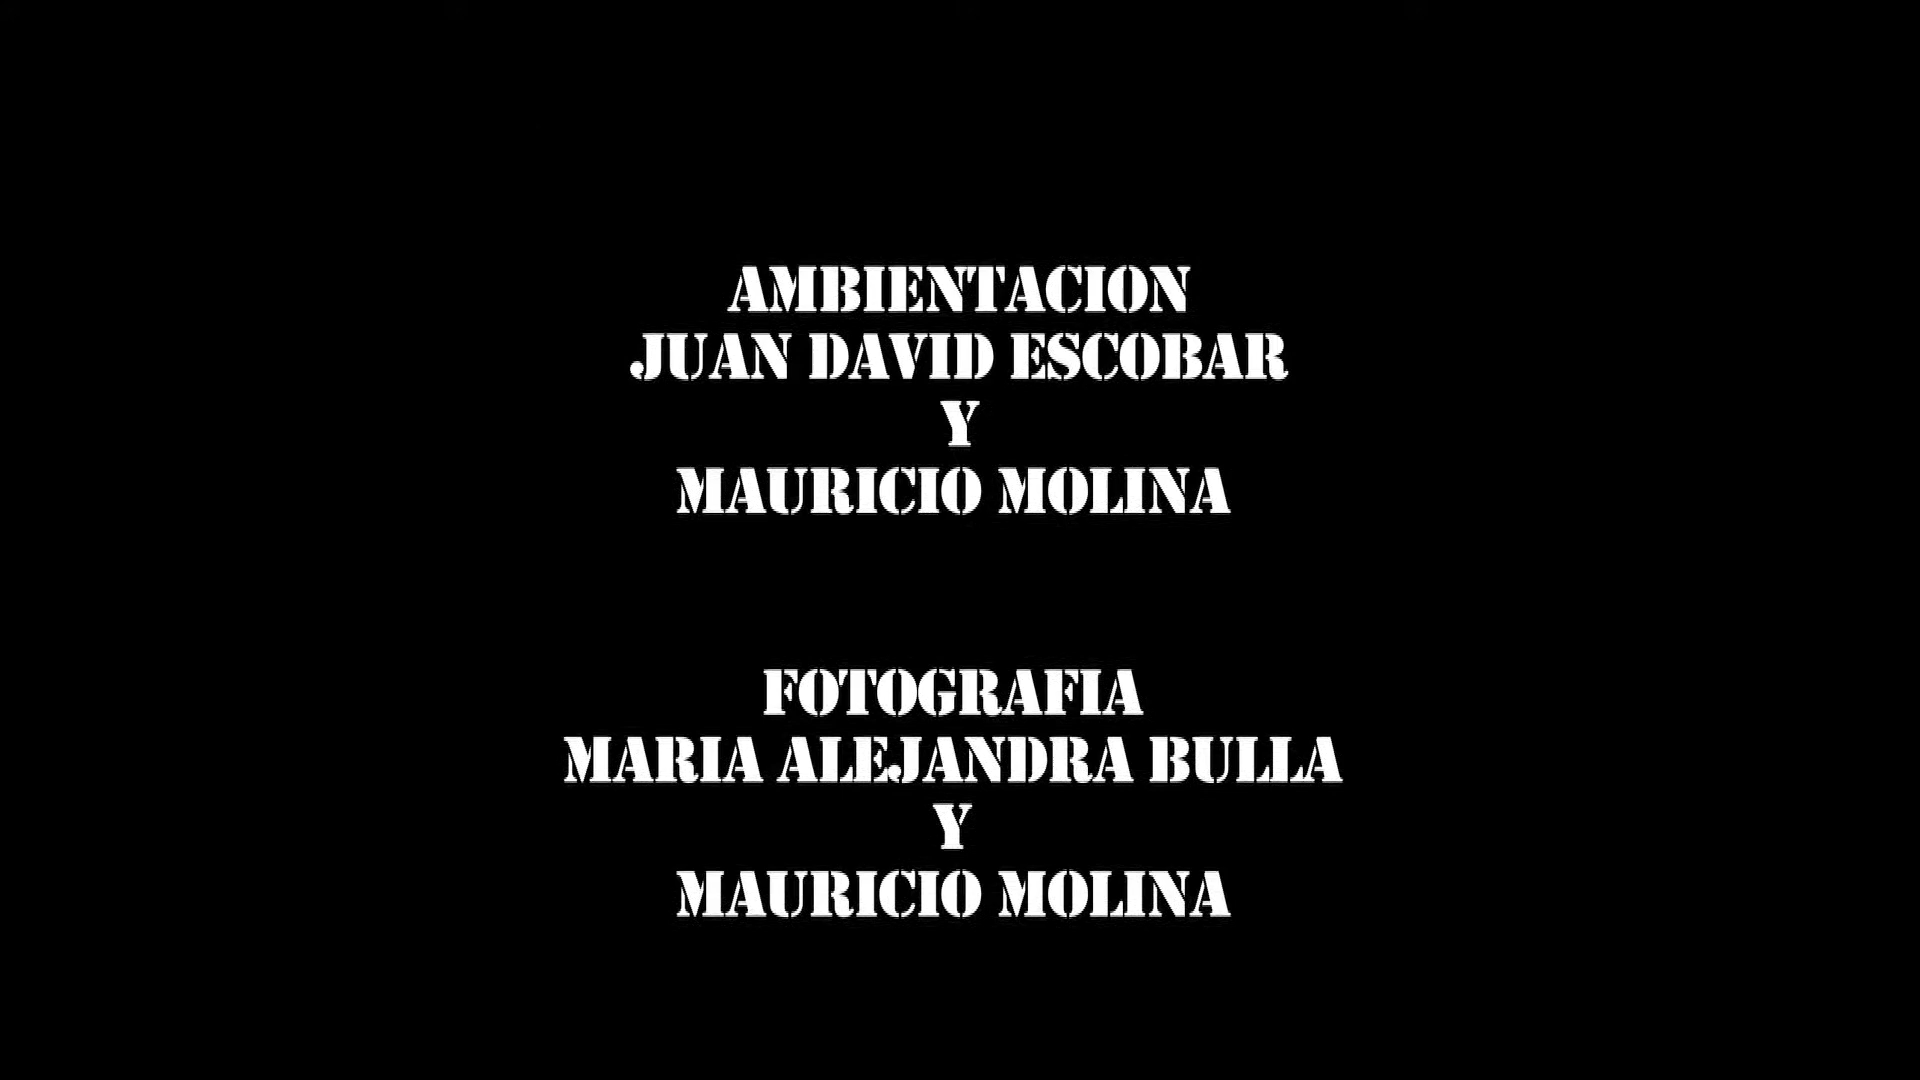 AMBIENTACION
JUAN DAVID ESCOBAR
Y
MAURICIO MOLINA
FOTOGRAFIA
MARIA ALEJANDRA BULLA
Y
MAURICIO MOLINA